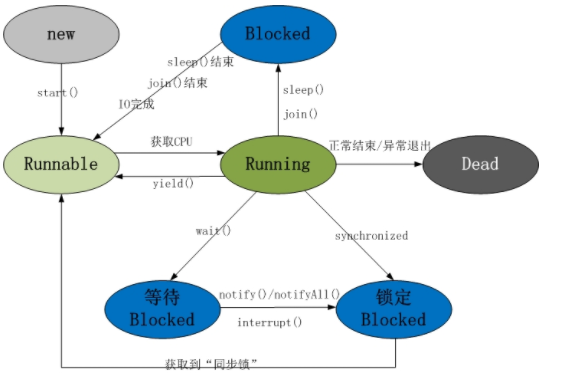 new
Blocked
sleep()结束
join()结束
IO完成
start()
sleep()
join()
获取CPU
正常结束/异常退出
Runnable
Running
Dead
yield()
wait()
synchronized
等待
Blocked
notify()/notifyAll()
interrupt()
锁定
Blocked
获取到“同步锁”